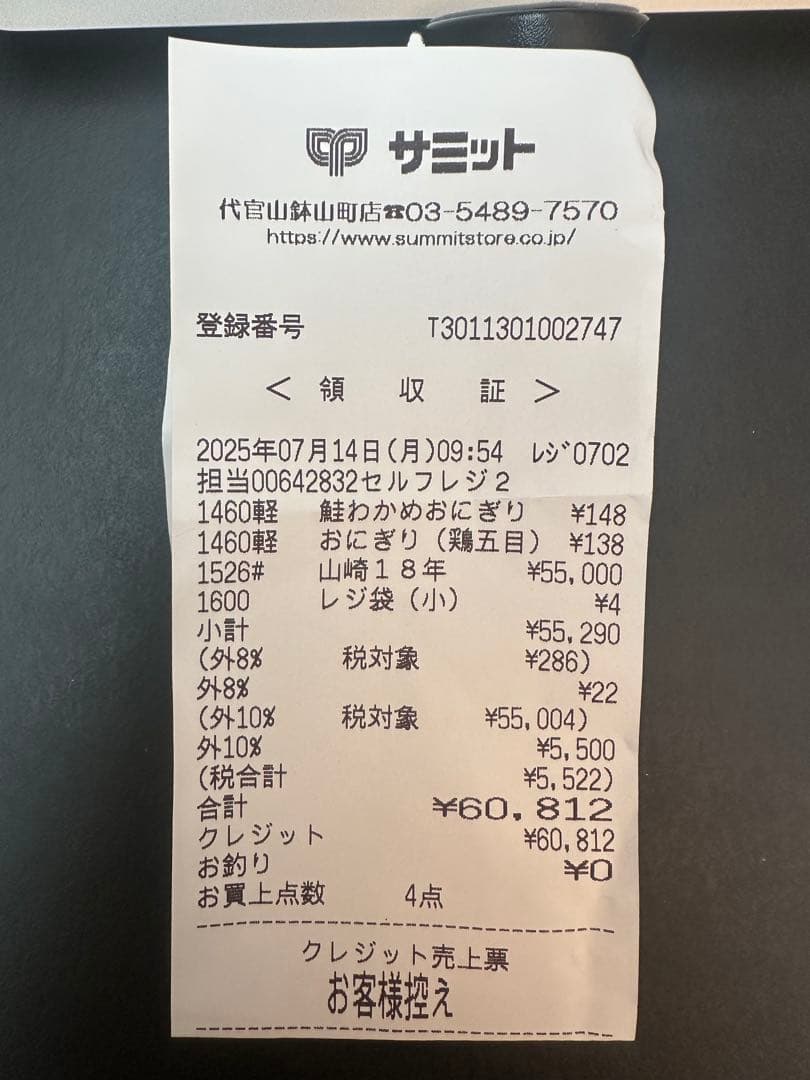 サミット
代官山鉢山町店☎03-5489-7570
https://www.summitstore.co.jp/
登録番号 T3011301002747
＜ 領 収 証 ＞
2025年07月14日(月)09:54 ﾚｼﾞ0702
担当00642832セルフレジ2
1460軽 鮭わかめおにぎり ¥148
1460軽 おにぎり（鶏五目） ¥138
1526# 山崎１８年 ¥55,000
1600 レジ袋（小） ¥4
小計 ¥55,290
(外8% 税対象 ¥286)
外8% ¥22
(外10% 税対象 ¥55,004)
外10% ¥5,500
(税合計 ¥5,522)
合計 ¥60,812
クレジット ¥60,812
お釣り ¥0
お買上点数 4点
クレジット売上票
お客様控え